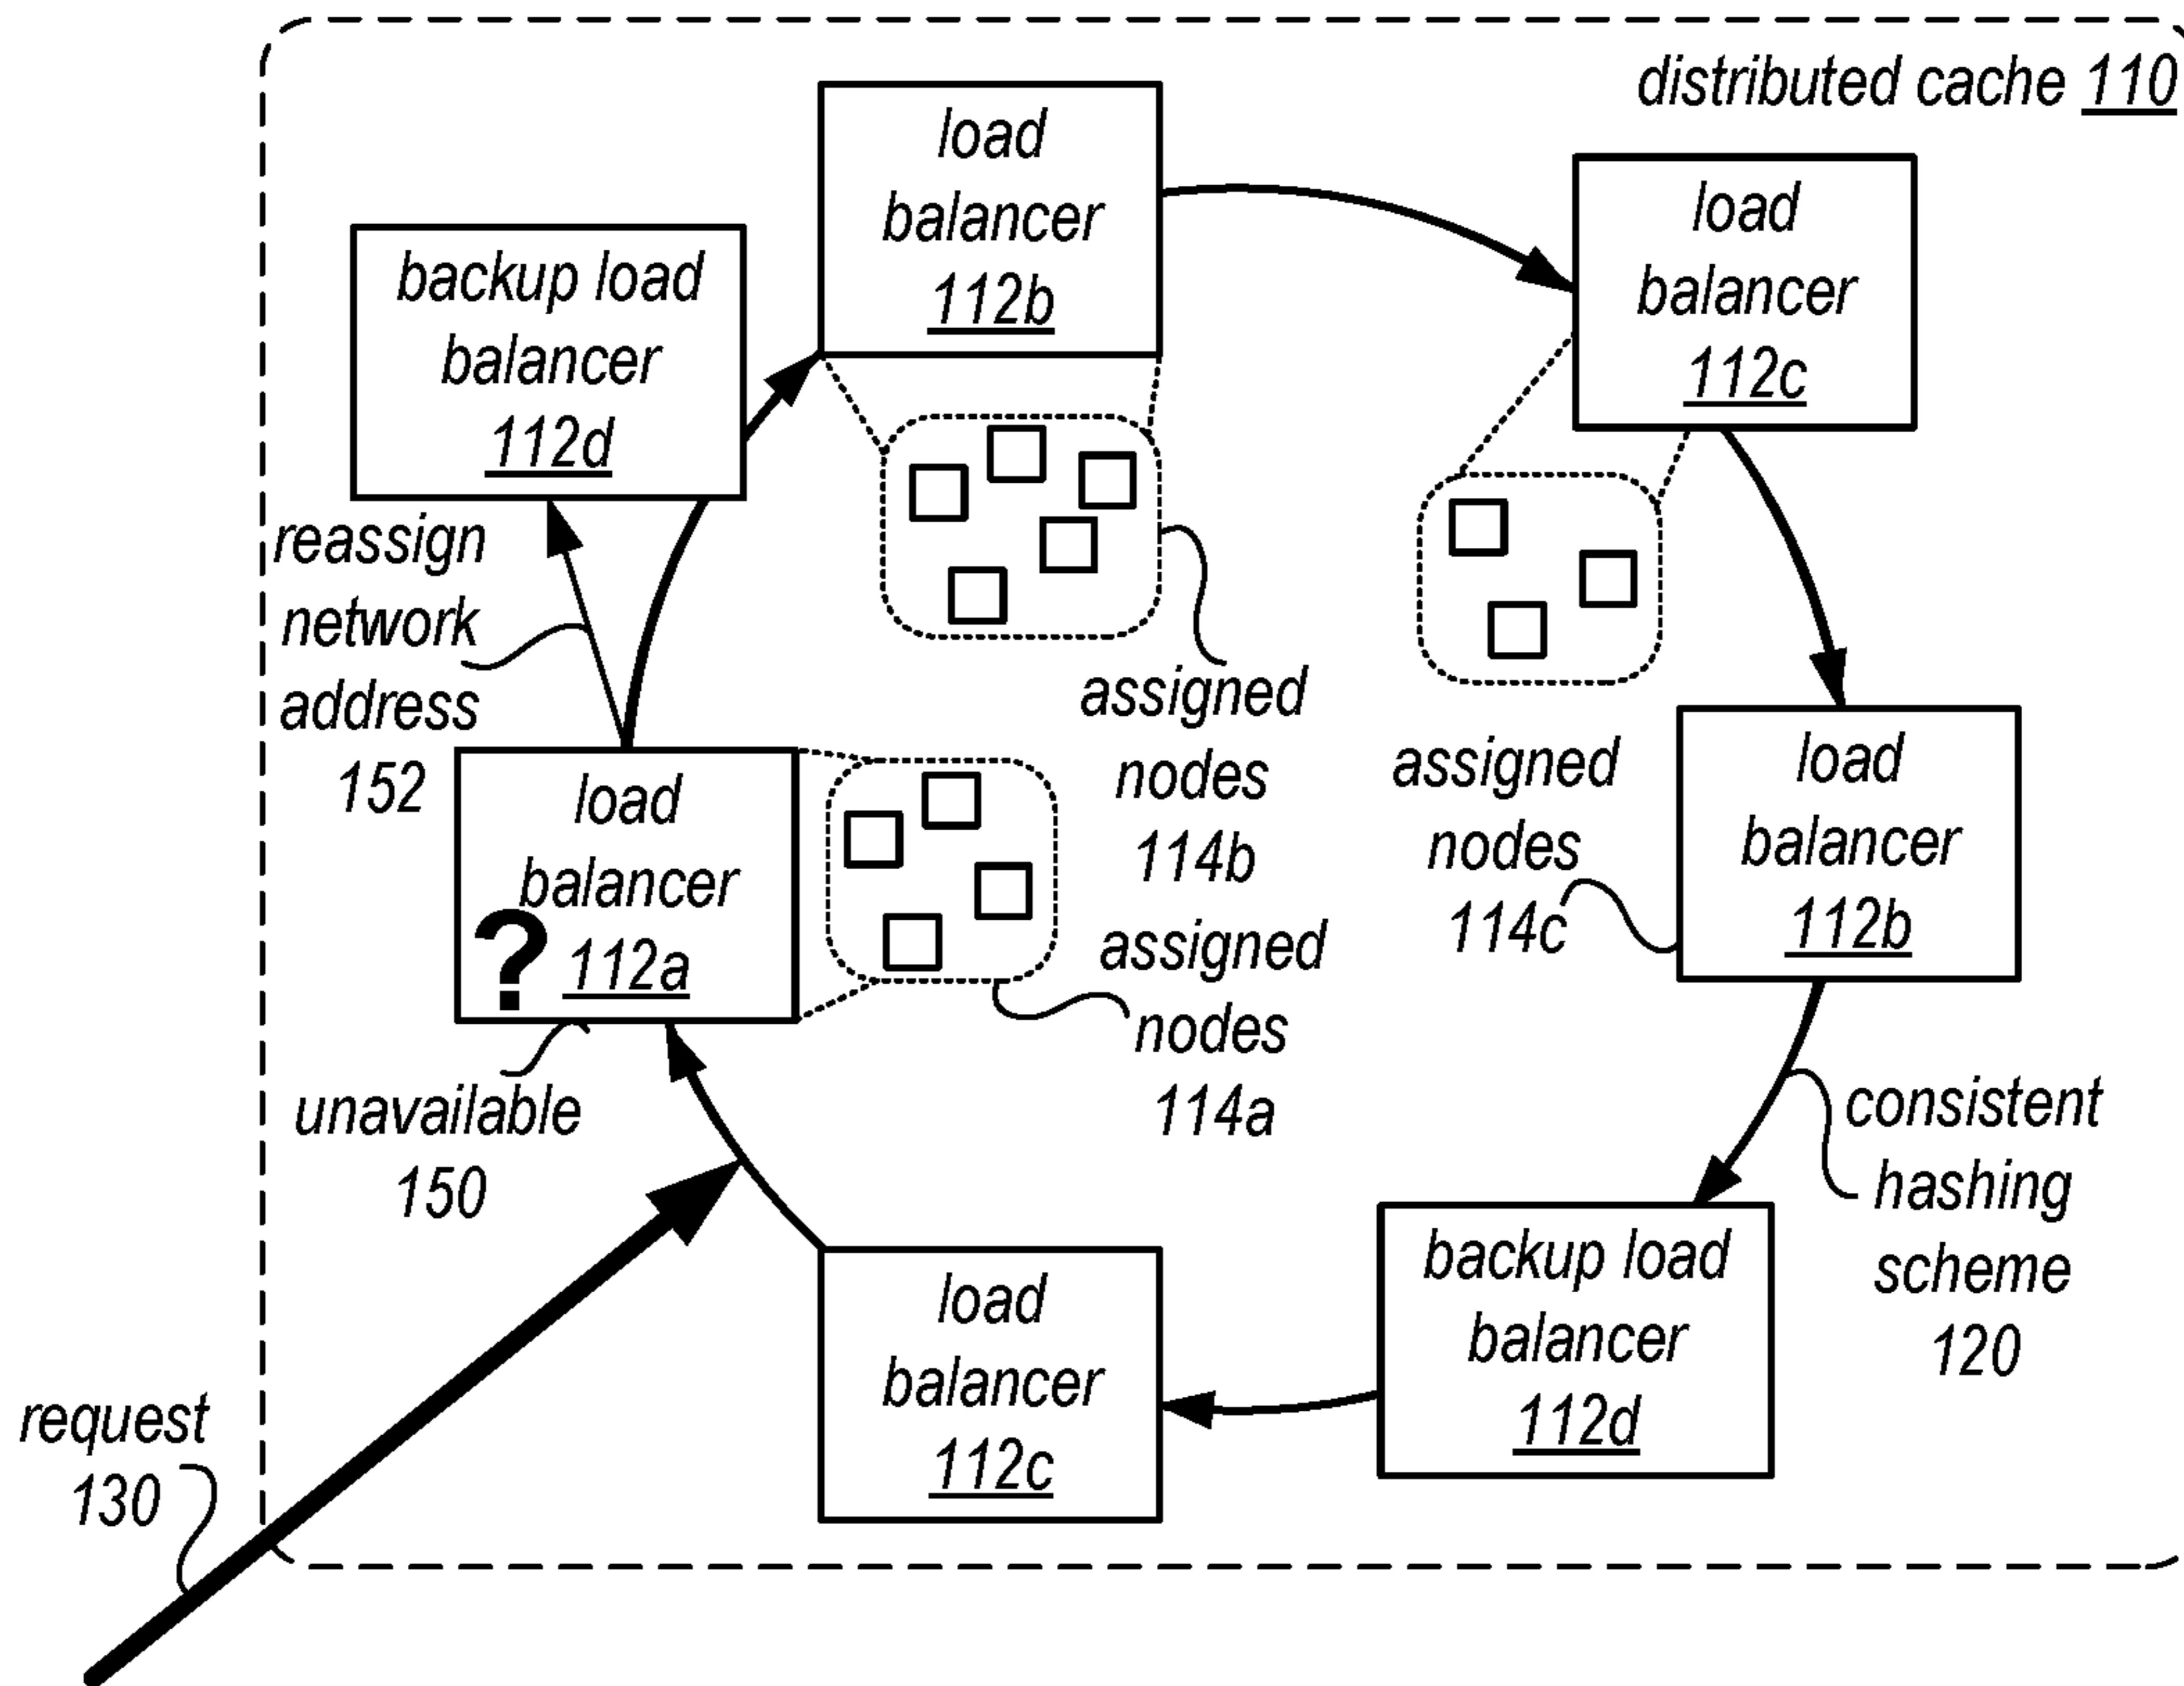 distributed cache 110
load
balancer
112b
load
balancer
112c
backup load
balancer
112d
reassign
network
address
152
assigned
nodes
114b
load
balancer
?
112a
assigned
nodes
114c
load
balancer
112b
assigned
nodes
114a
unavailable
150
consistent
hashing
scheme
120
backup load
balancer
112d
load
balancer
112c
request
130